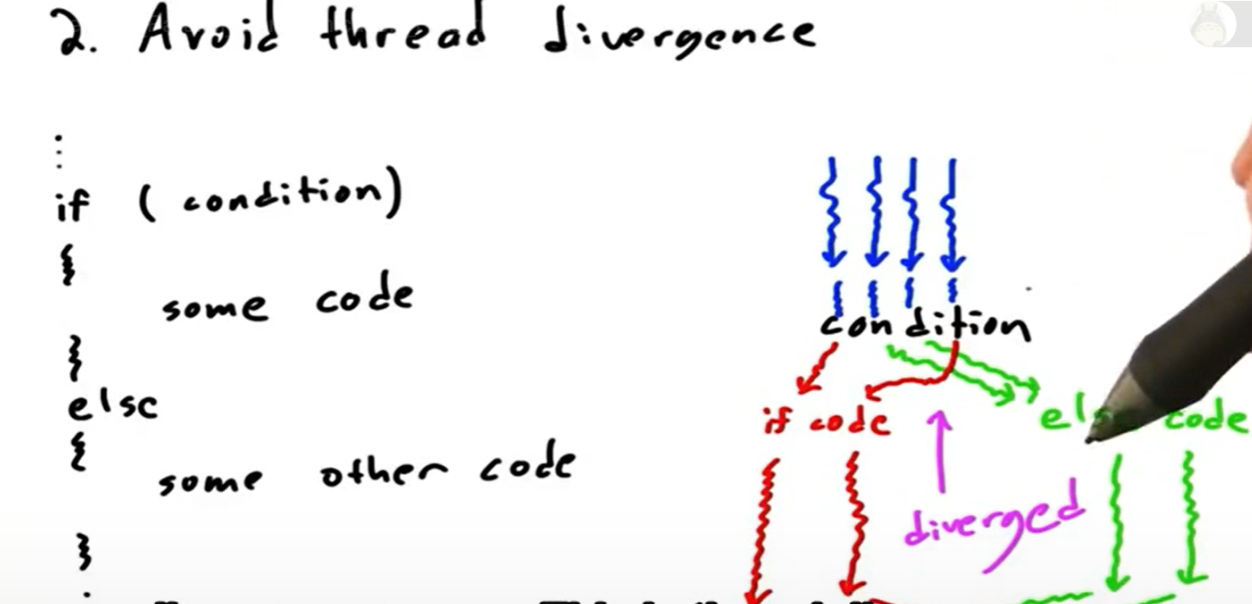 2. Avoid thread divergence
⋮
if ( condition)
{
some code
}
else
{
some other code
}
condition
if code
else code
diverged